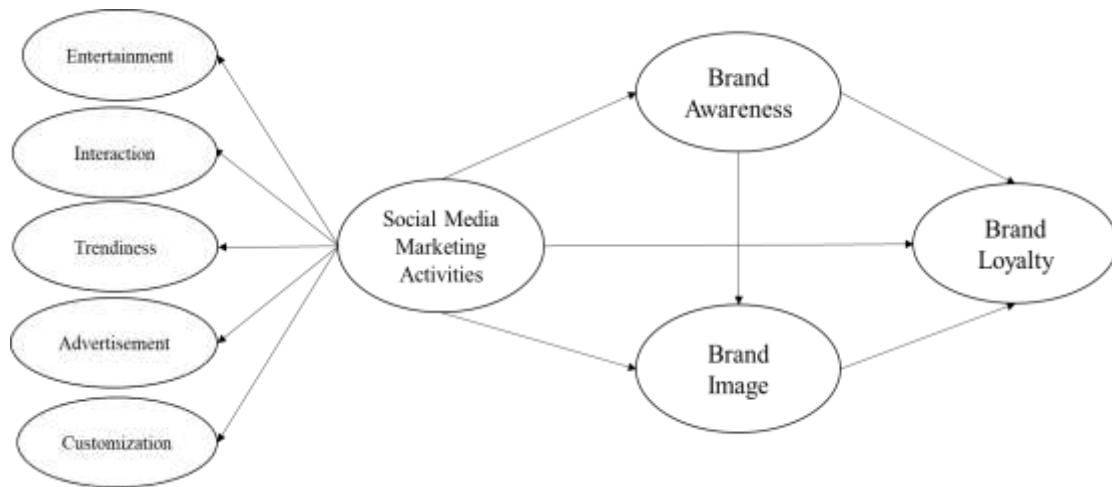 Entertainment
Interaction
Trendiness
Advertisement
Customization
Social Media
Marketing
Activities
Brand
Awareness
Brand
Image
Brand
Loyalty